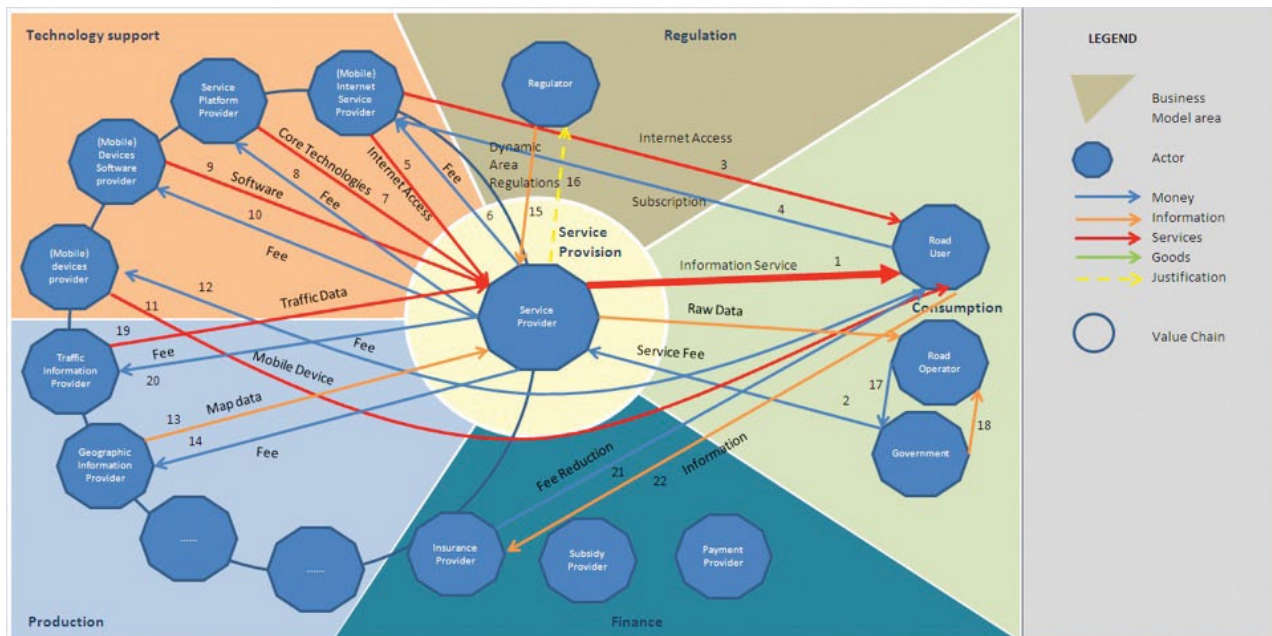 Technology support
Regulation
LEGEND
(Mobile)
Internet
Service
Provider
Regulator
Service
Platform
Provider
Business
Model area
Core Technologies
Internet Access
5
Fee
Dynamic
Area
Regulations
16
Internet Access
3
Actor
(Mobile)
Devices
Software
provider
9
Software
8
Fee
7
10
Fee
6
15
Subscription
4
Money
Information
Services
Goods
Justification
Service
Provision
Road
User
Information Service
1
(Mobile)
devices
provider
12
11
Traffic Data
Service
Provider
Raw Data
Consumption
Value Chain
19
Fee
20
Traffic
Information
Provider
Mobile Device
Fee
Service Fee
Road
Operator
17
2
18
13
Map data
14
Fee
Geographic
Information
Provider
Government
Fee Reduction
21
22
Information
......
......
Insurance
Provider
Subsidy
Provider
Payment
Provider
Production
Finance